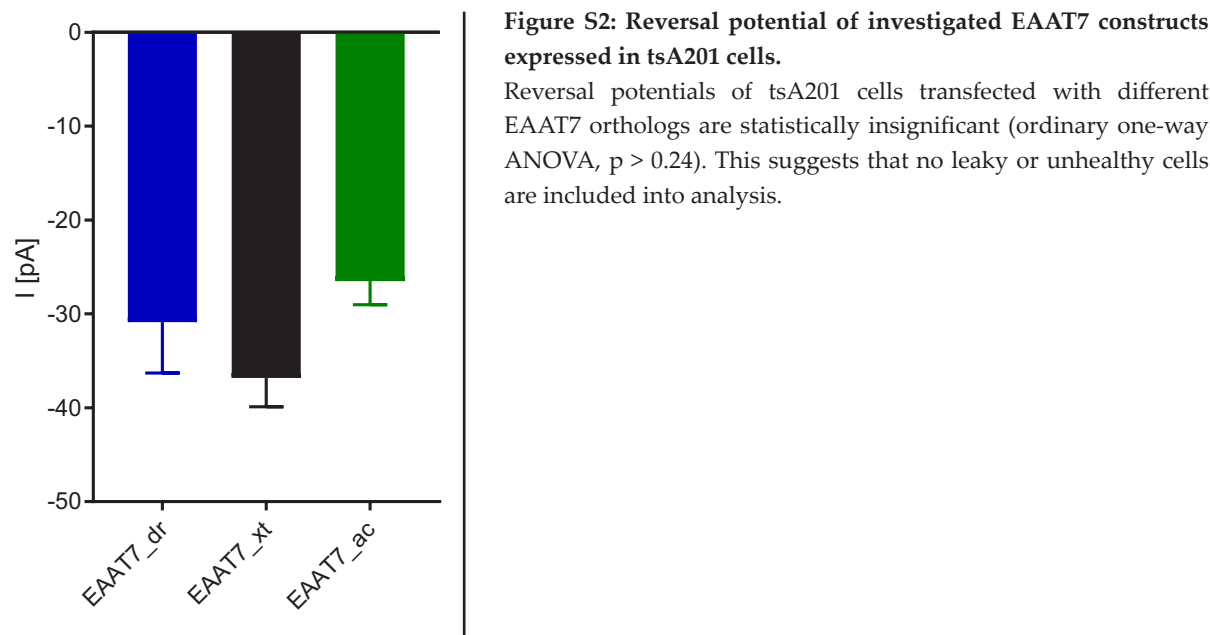 0
-10
-20
-30
-40
-50
I [pA]
EAAT7_dr
EAAT7_xt
EAAT7_ac
Figure S2: Reversal potential of investigated EAAT7 constructs
expressed in tsA201 cells.
Reversal potentials of tsA201 cells transfected with different
EAAT7 orthologs are statistically insignificant (ordinary one-way
ANOVA, p > 0.24). This suggests that no leaky or unhealthy cells
are included into analysis.